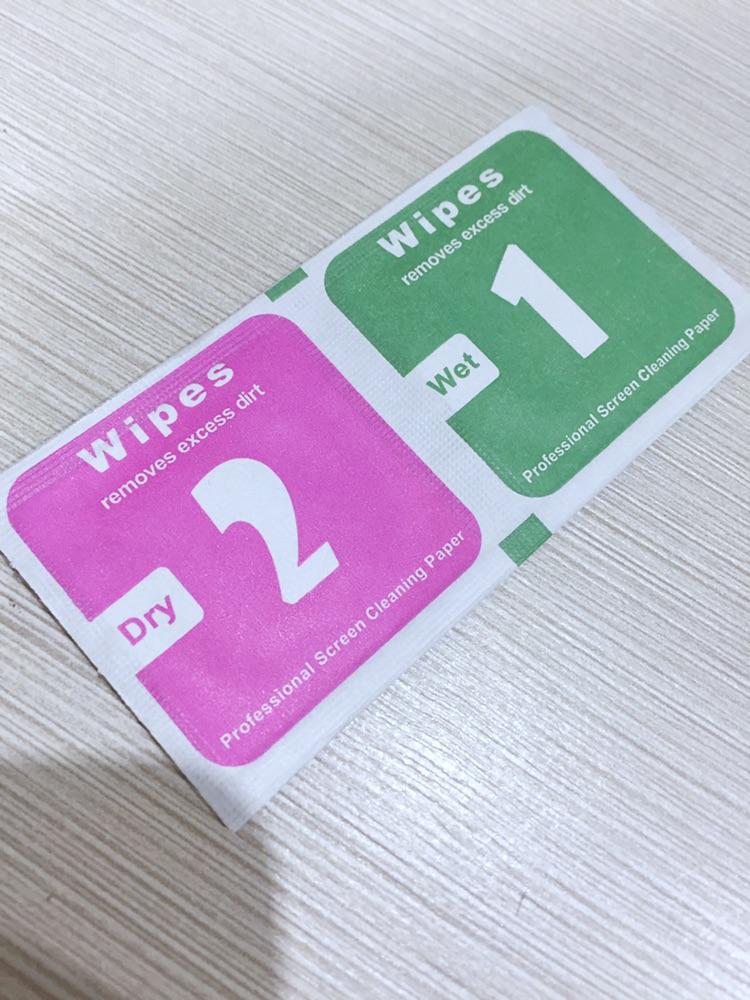 Wipes
removes excess dirt
1
Wet
Professional Screen Cleaning Paper
Wipes
removes excess dirt
2
Dry
Professional Screen Cleaning Paper